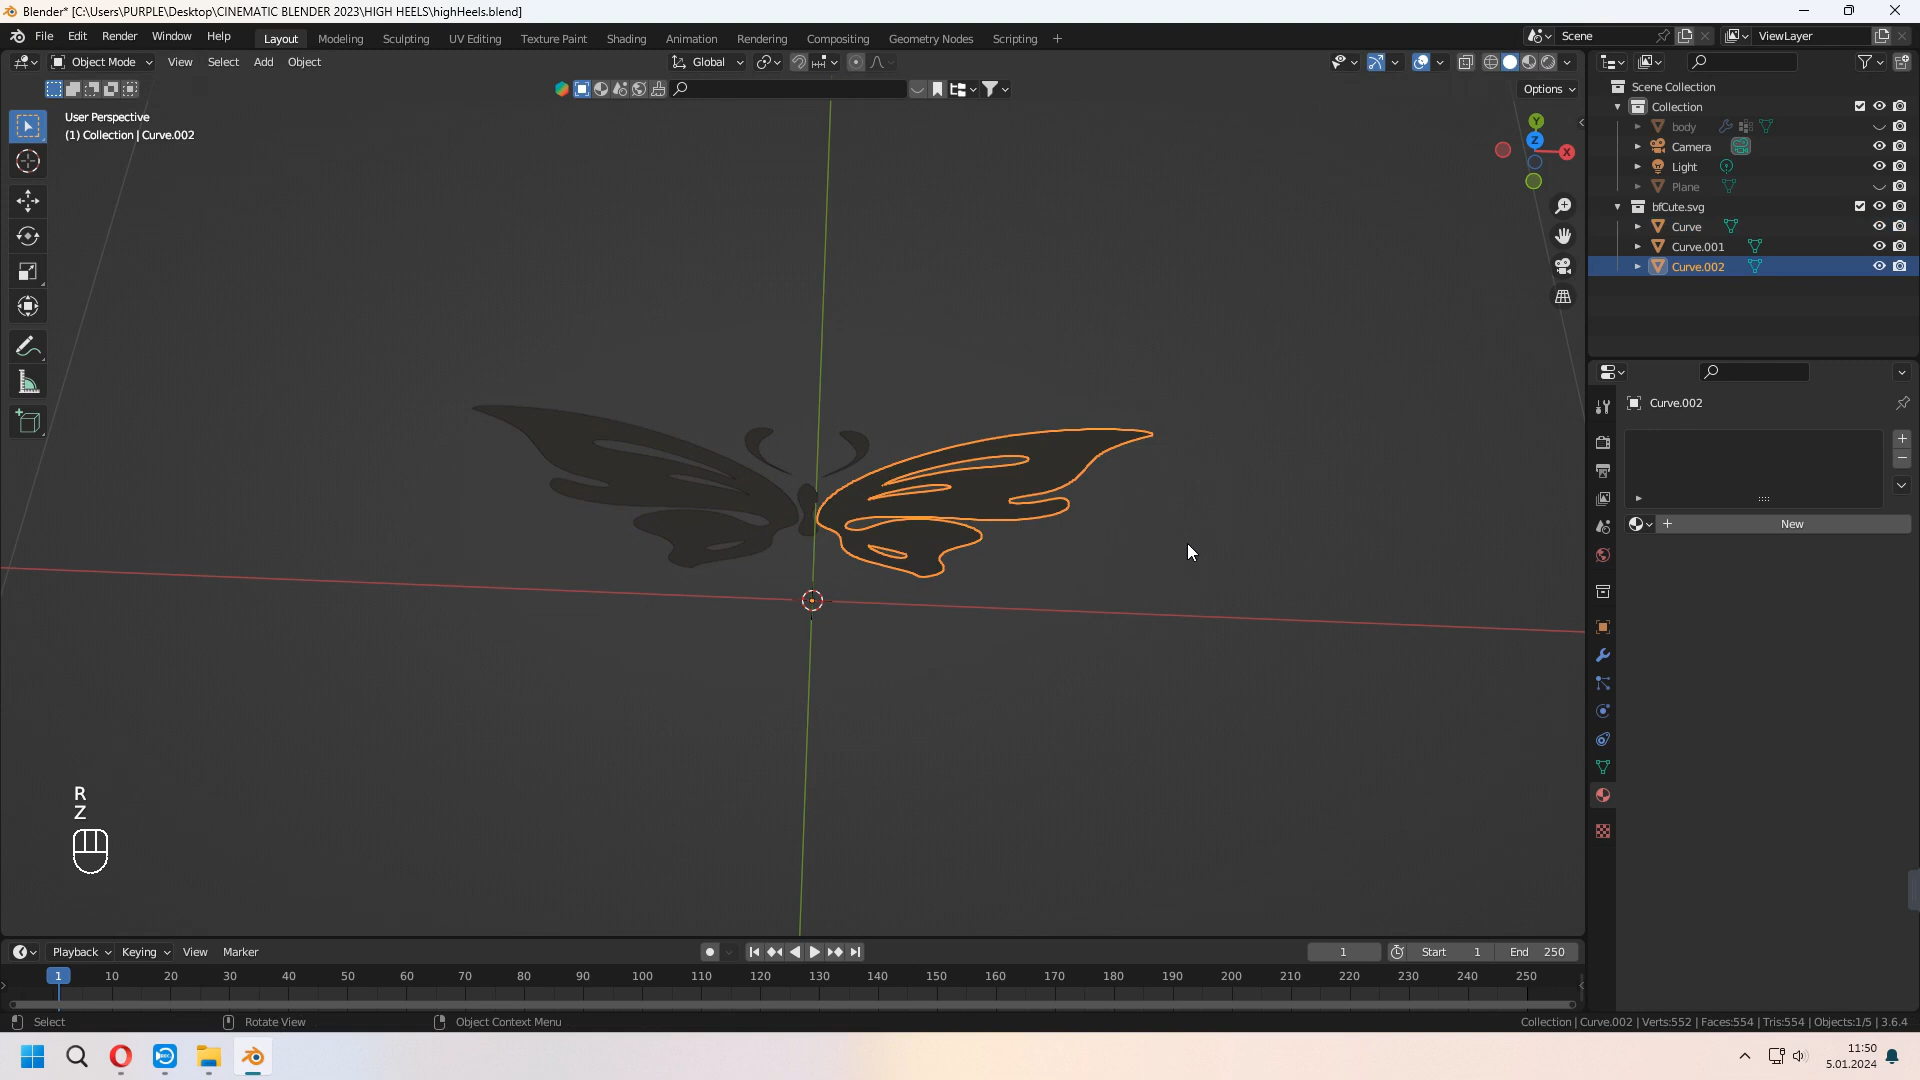 Blender* [C:\Users\PURPLE\Desktop\CINEMATIC BLENDER 2023\HIGH HEELS\highHeels.blend]
File Edit Render Window Help Layout Modeling Sculpting UV Editing Texture Paint Shading Animation Rendering Compositing Geometry Nodes Scripting + Scene ViewLayer
Object Mode View Select Add Object Global
Options
User Perspective
(1) Collection | Curve.002
Y
Z
X
Scene Collection
Collection
body
Camera
Light
Plane
bfCute.svg
Curve
Curve.001
Curve.002
Curve.002
New
R
Z
Playback Keying View Marker 1 Start 1 End 250
1 10 20 30 40 50 60 70 80 90 100 110 120 130 140 150 160 170 180 190 200 210 220 230 240 250
Select Rotate View Object Context Menu Collection | Curve.002 | Verts:552 | Faces:554 | Tris:554 | Objects:1/5 | 3.6.4
11:50
5.01.2024